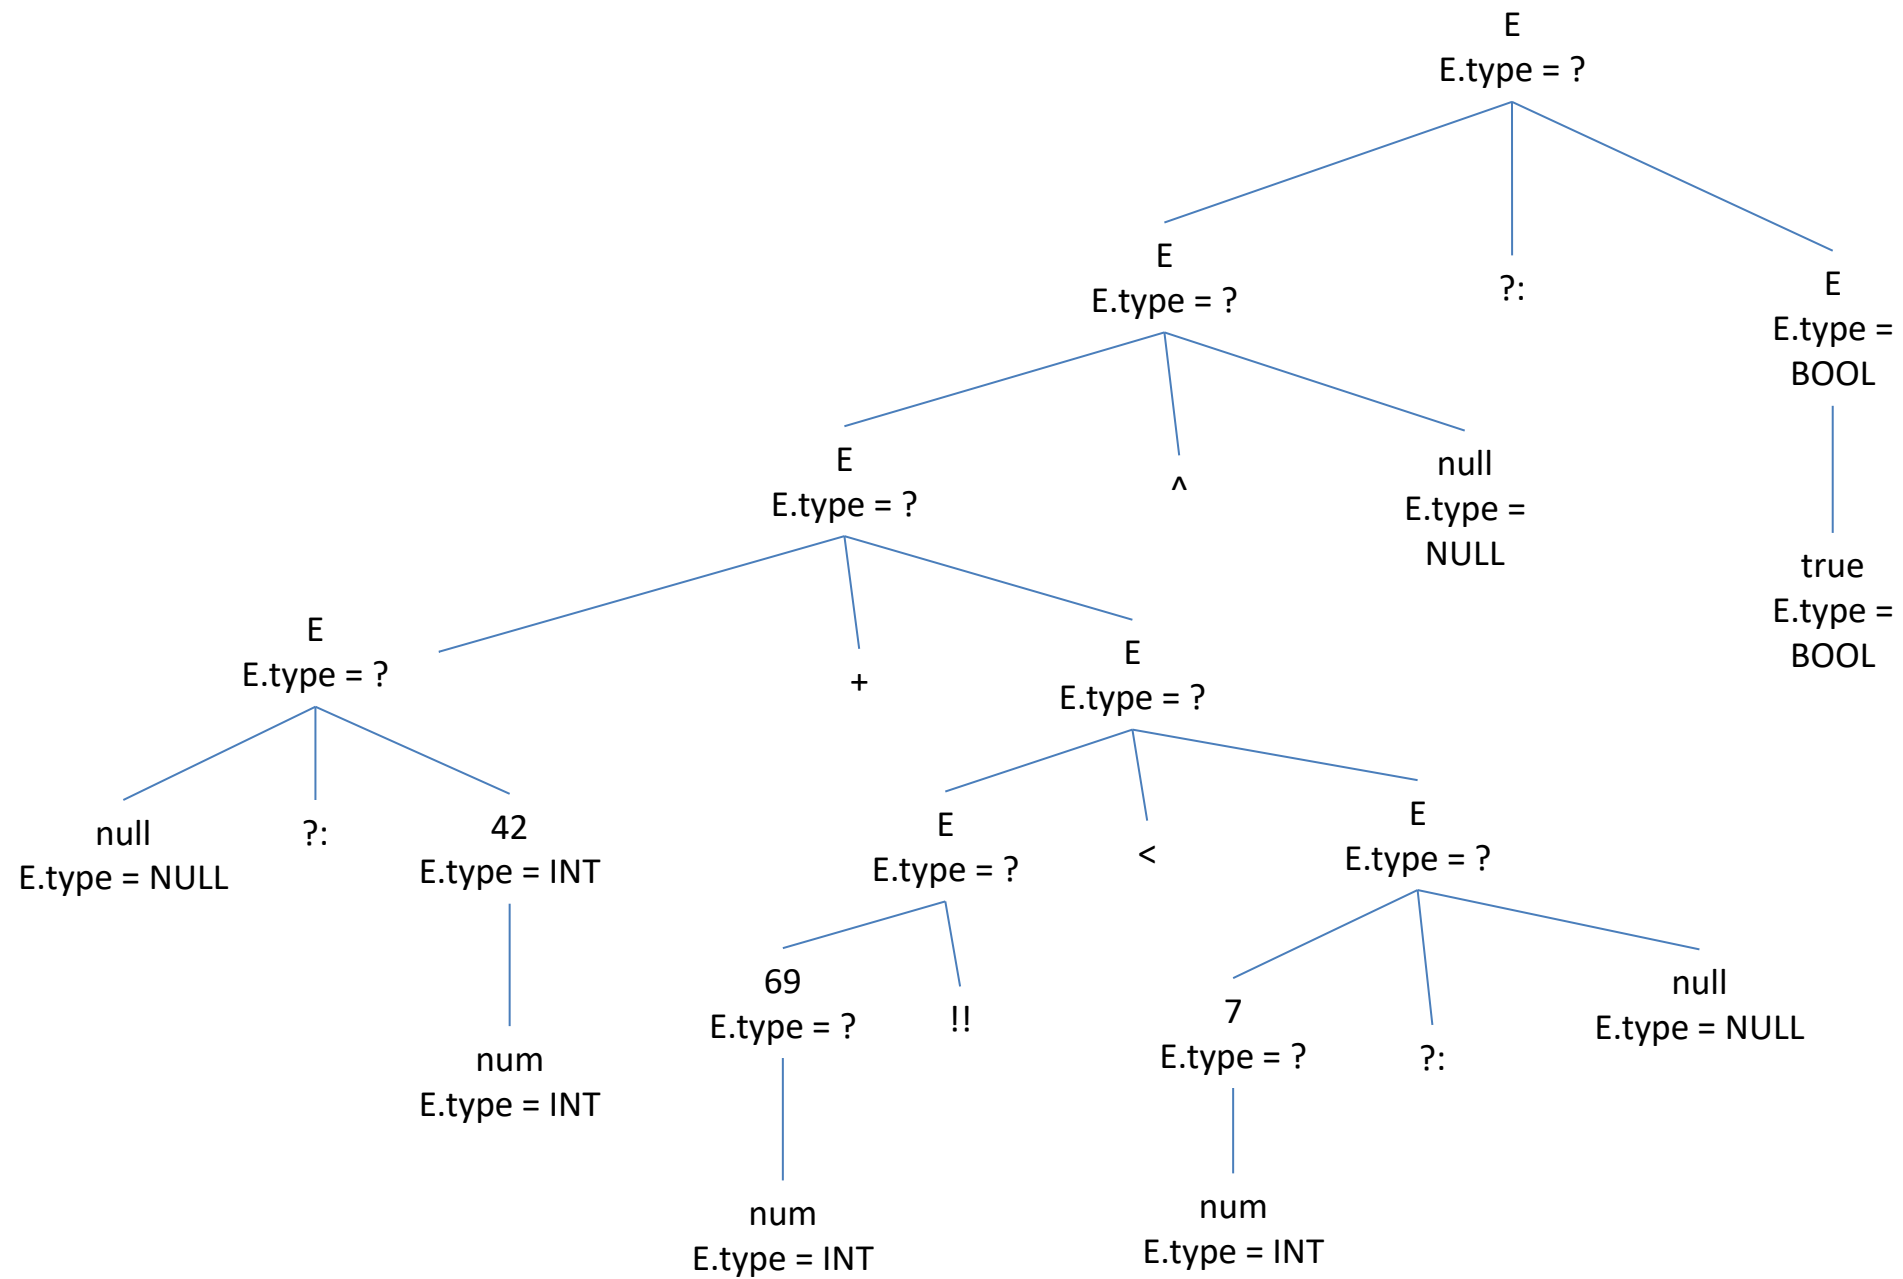 E
E.type = ?
E
E.type = ?
?:
E
E.type =
BOOL
E
E.type = ?
^
null
E.type =
NULL
true
E.type =
BOOL
E
E.type = ?
+
E
E.type = ?
null
E.type = NULL
?:
42
E.type = INT
E
E.type = ?
<
E
E.type = ?
num
E.type = INT
69
E.type = ?
!!
7
E.type = ?
?:
null
E.type = NULL
num
E.type = INT
num
E.type = INT